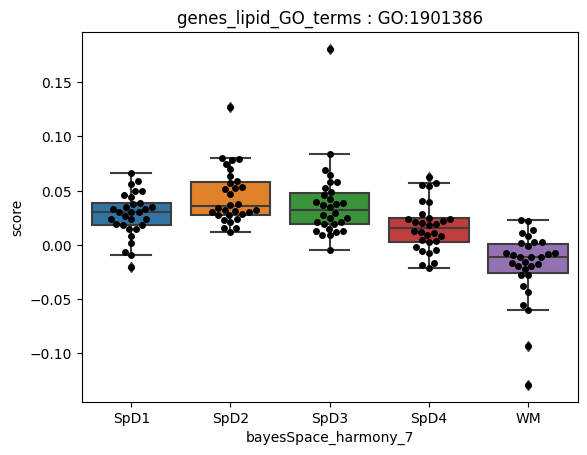 genes_lipid_GO_terms : GO:1901386
score
0.15
0.10
0.05
0.00
−0.05
−0.10
SpD1 SpD2 SpD3 SpD4 WM
bayesSpace_harmony_7